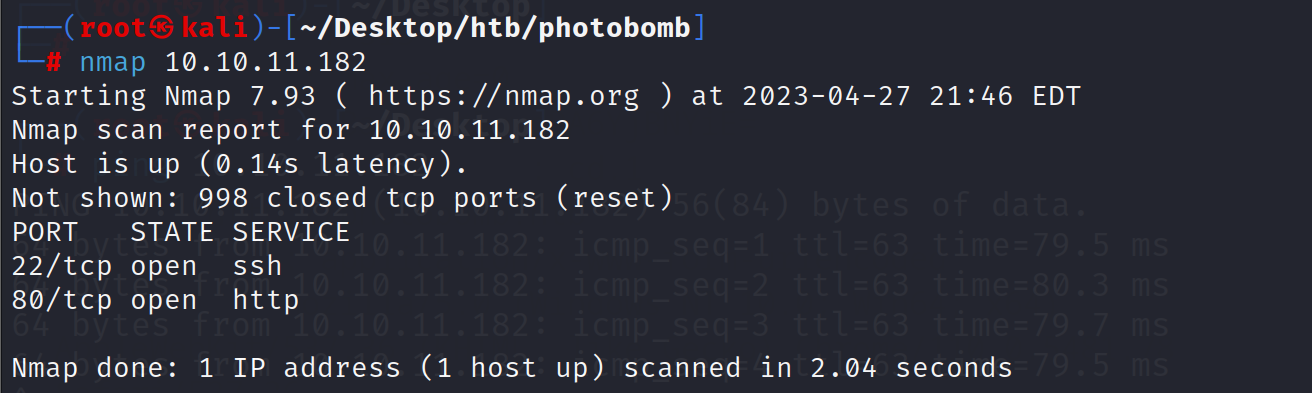 ┌──(root㉿kali)-[~/Desktop/htb/photobomb]
└─# nmap 10.10.11.182
Starting Nmap 7.93 ( https://nmap.org ) at 2023-04-27 21:46 EDT
Nmap scan report for 10.10.11.182
Host is up (0.14s latency).
Not shown: 998 closed tcp ports (reset)
PORT   STATE SERVICE
22/tcp open  ssh
80/tcp open  http
Nmap done: 1 IP address (1 host up) scanned in 2.04 seconds